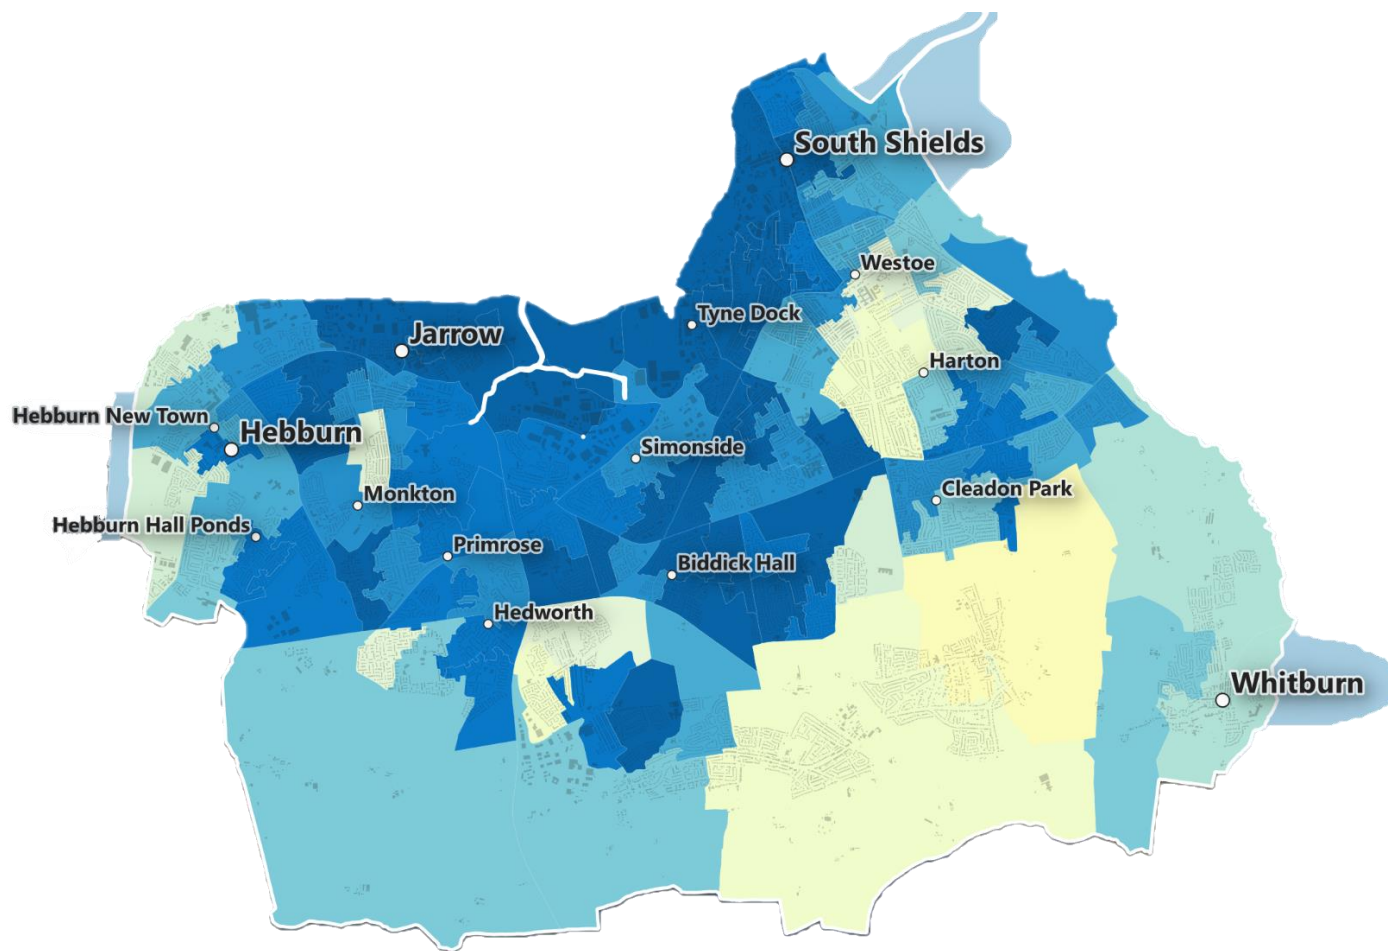 South Shields
Westoe
Tyne Dock
Jarrow
Harton
Hebburn New Town
Hebburn
Simonside
Monkton
Cleadon Park
Hebburn Hall Ponds
Primrose
Biddick Hall
Hedworth
Whitburn